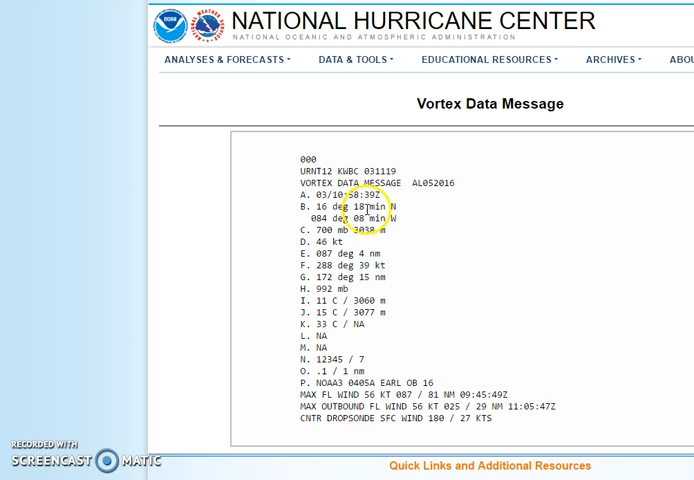 NATIONAL HURRICANE CENTER
NATIONAL OCEANIC AND ATMOSPHERIC ADMINISTRATION
ANALYSES & FORECASTS DATA & TOOLS EDUCATIONAL RESOURCES ARCHIVES ABOU
Vortex Data Message
000
URNT12 KWBC 031119
VORTEX DATA MESSAGE AL052016
A. 03/10:58:39Z
B. 16 deg 18 min N
084 deg 08 min W
C. 700 mb 3038 m
D. 46 kt
E. 087 deg 4 nm
F. 288 deg 39 kt
G. 172 deg 15 nm
H. 992 mb
I. 11 C / 3060 m
J. 15 C / 3077 m
K. 33 C / NA
L. NA
M. NA
N. 12345 / 7
O. .1 / 1 nm
P. NOAA3 0405A EARL OB 16
MAX FL WIND 56 KT 087 / 81 NM 09:45:49Z
MAX OUTBOUND FL WIND 56 KT 025 / 29 NM 11:05:47Z
CNTR DROPSONDE SFC WIND 180 / 27 KTS
RECORDED WITH
SCREENCAST MATIC
Quick Links and Additional Resources